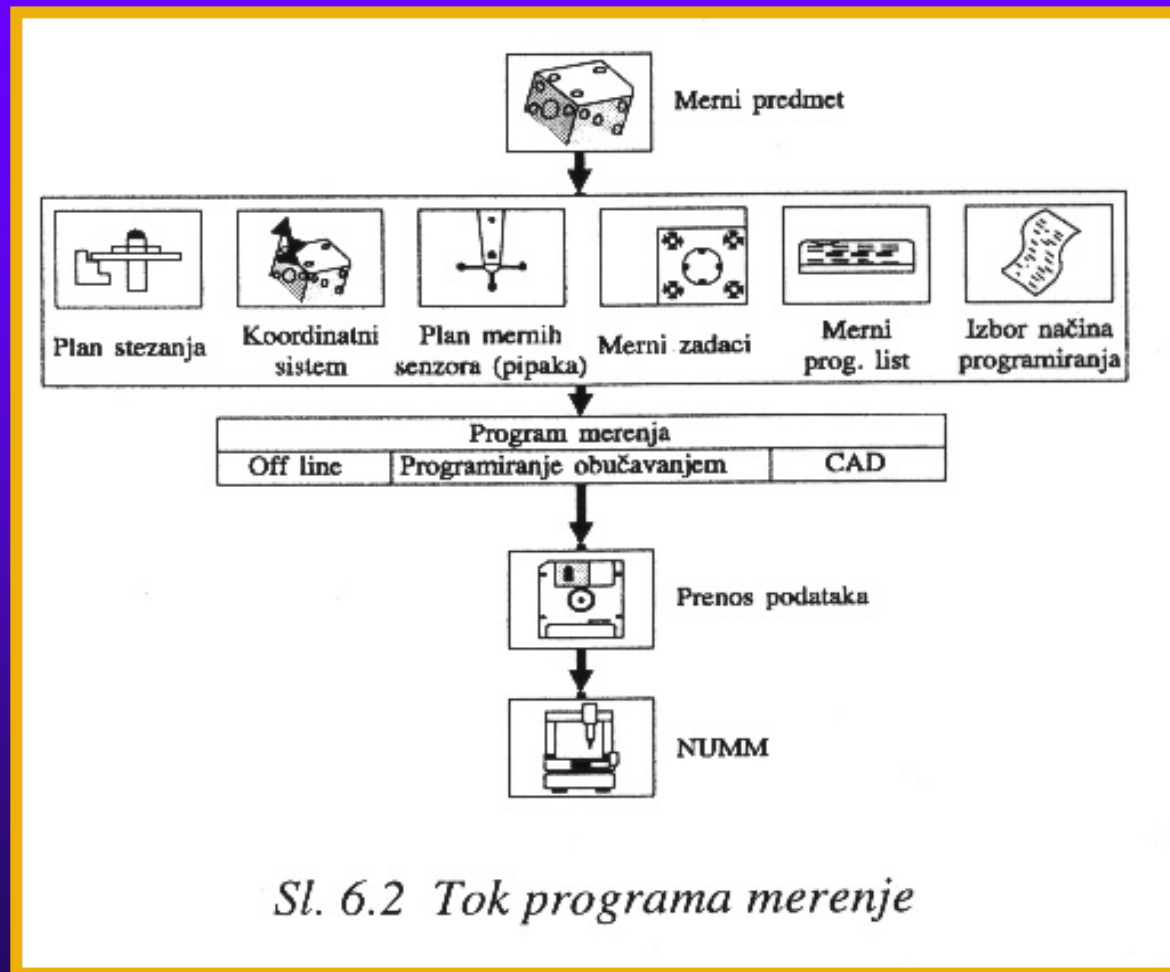 Merni predmet
Plan stezanja
Koordinatni
sistem
Plan mernih
senzora (pipaka)
Merni zadaci
Merni
prog. list
Izbor načina
programiranja
Program merenja
Off line
Programiranje obučavanjem
CAD
Prenos podataka
NUMM
Sl. 6.2 Tok programa merenje